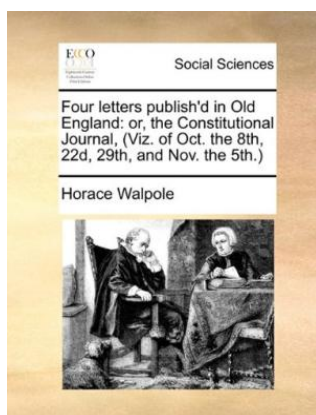 ECCO
Social Sciences
Four letters publish'd in Old
England: or, the Constitutional
Journal, (Viz. of Oct. the 8th,
22d, 29th, and Nov. the 5th.)
Horace Walpole